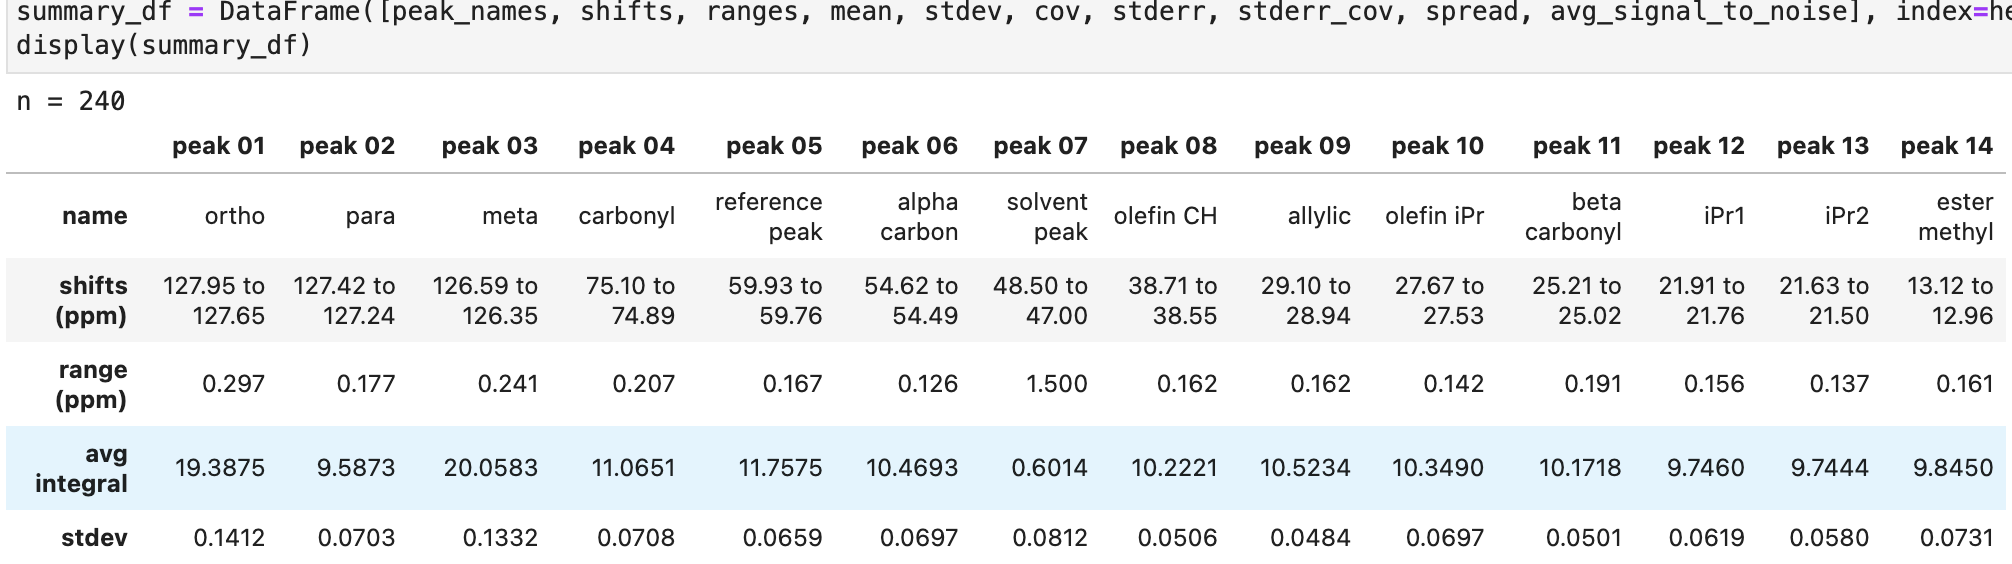 summary_df = DataFrame([peak_names, shifts, ranges, mean, stdev, cov, stderr, stderr_cov, spread, avg_signal_to_noise], index=he
display(summary_df)
n = 240
peak 01 peak 02 peak 03 peak 04 peak 05 peak 06 peak 07 peak 08 peak 09 peak 10 peak 11 peak 12 peak 13 peak 14
name ortho para meta carbonyl reference peak alpha carbon solvent peak olefin CH allylic olefin iPr beta carbonyl iPr1 iPr2 ester methyl
shifts (ppm) 127.95 to 127.65 127.42 to 127.24 126.59 to 126.35 75.10 to 74.89 59.93 to 59.76 54.62 to 54.49 48.50 to 47.00 38.71 to 38.55 29.10 to 28.94 27.67 to 27.53 25.21 to 25.02 21.91 to 21.76 21.63 to 21.50 13.12 to 12.96
range (ppm) 0.297 0.177 0.241 0.207 0.167 0.126 1.500 0.162 0.162 0.142 0.191 0.156 0.137 0.161
avg integral 19.3875 9.5873 20.0583 11.0651 11.7575 10.4693 0.6014 10.2221 10.5234 10.3490 10.1718 9.7460 9.7444 9.8450
stdev 0.1412 0.0703 0.1332 0.0708 0.0659 0.0697 0.0812 0.0506 0.0484 0.0697 0.0501 0.0619 0.0580 0.0731